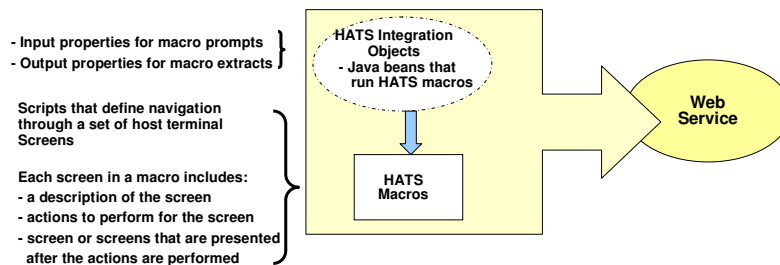 - Input properties for macro prompts
- Output properties for macro extracts
Scripts that define navigation
through a set of host terminal
Screens
Each screen in a macro includes:
- a description of the screen
- actions to perform for the screen
- screen or screens that are presented
after the actions are performed
HATS Integration
Objects
- Java beans that
run HATS macros
HATS
Macros
Web
Service